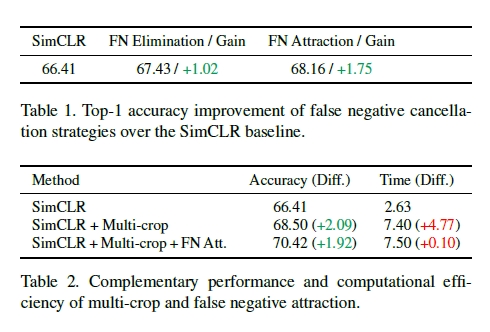 SimCLR FN Elimination / Gain FN Attraction / Gain
66.41 67.43 / +1.02 68.16 / +1.75
Table 1. Top-1 accuracy improvement of false negative cancella-
tion strategies over the SimCLR baseline.
Method Accuracy (Diff.) Time (Diff.)
SimCLR 66.41 2.63
SimCLR + Multi-crop 68.50 (+2.09) 7.40 (+4.77)
SimCLR + Multi-crop + FN Att. 70.42 (+1.92) 7.50 (+0.10)
Table 2. Complementary performance and computational effi-
ciency of multi-crop and false negative attraction.